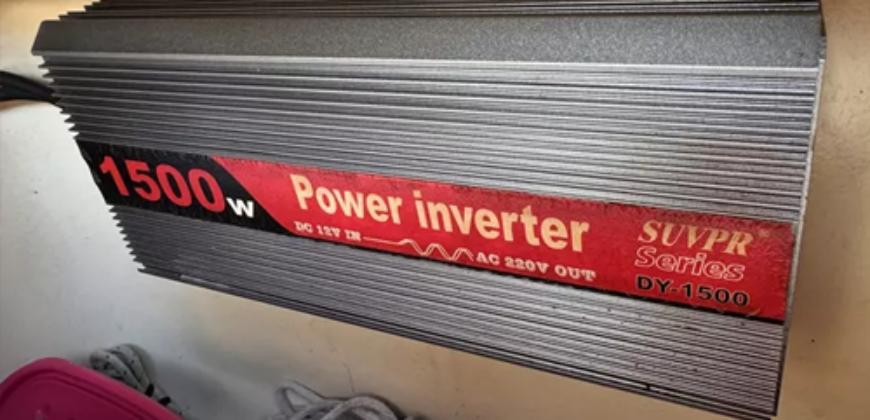 1500w
Power inverter
DC 12V IN
AC 220V OUT
SUVPR
Series
DY-1500